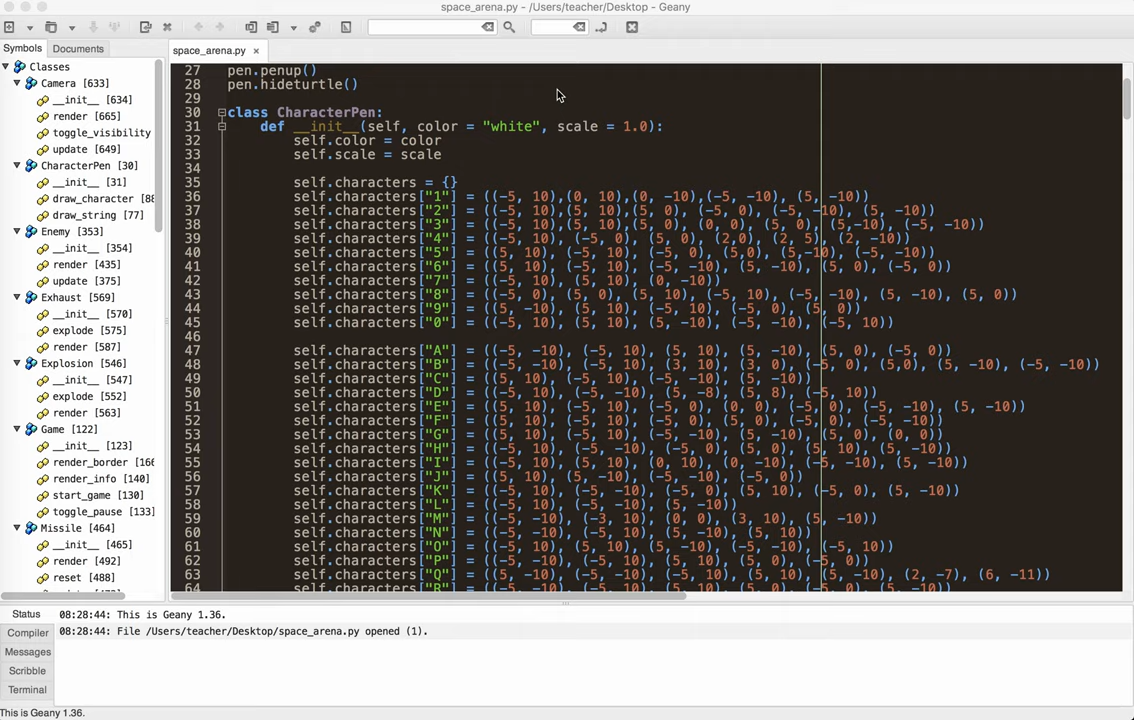 space_arena.py - /Users/teacher/Desktop - Geany
Symbols
Documents
space_arena.py ×
Classes
Camera [633]
__init__ [634]
render [665]
toggle_visibility
update [649]
CharacterPen [30]
__init__ [31]
draw_character [88
draw_string [77]
Enemy [353]
__init__ [354]
render [435]
update [375]
Exhaust [569]
__init__ [570]
explode [575]
render [587]
Explosion [546]
__init__ [547]
explode [552]
render [563]
Game [122]
__init__ [123]
render_border [166
render_info [140]
start_game [130]
toggle_pause [133]
Missile [464]
__init__ [465]
render [492]
reset [488]
27 pen.penup()
28 pen.hideturtle()
29
30 class CharacterPen:
31 def __init__(self, color = "white", scale = 1.0):
32 self.color = color
33 self.scale = scale
34
35 self.characters = {}
36 self.characters["1"] = ((-5, 10),(0, 10),(0, -10),(-5, -10), (5, -10))
37 self.characters["2"] = ((-5, 10),(5, 10),(5, 0), (-5, 0), (-5, -10), (5, -10))
38 self.characters["3"] = ((-5, 10),(5, 10),(5, 0), (0, 0), (5, 0), (5,-10), (-5, -10))
39 self.characters["4"] = ((-5, 10), (-5, 0), (5, 0), (2,0), (2, 5), (2, -10))
40 self.characters["5"] = ((5, 10), (-5, 10), (-5, 0), (5,0), (5,-10), (-5, -10))
41 self.characters["6"] = ((5, 10), (-5, 10), (-5, -10), (5, -10), (5, 0), (-5, 0))
42 self.characters["7"] = ((-5, 10), (5, 10), (0, -10))
43 self.characters["8"] = ((-5, 0), (5, 0), (5, 10), (-5, 10), (-5, -10), (5, -10), (5, 0))
44 self.characters["9"] = ((5, -10), (5, 10), (-5, 10), (-5, 0), (5, 0))
45 self.characters["0"] = ((-5, 10), (5, 10), (5, -10), (-5, -10), (-5, 10))
46
47 self.characters["A"] = ((-5, -10), (-5, 10), (5, 10), (5, -10), (5, 0), (-5, 0))
48 self.characters["B"] = ((-5, -10), (-5, 10), (3, 10), (3, 0), (-5, 0), (5,0), (5, -10), (-5, -10))
49 self.characters["C"] = ((5, 10), (-5, 10), (-5, -10), (5, -10))
50 self.characters["D"] = ((-5, 10), (-5, -10), (5, -8), (5, 8), (-5, 10))
51 self.characters["E"] = ((5, 10), (-5, 10), (-5, 0), (0, 0), (-5, 0), (-5, -10), (5, -10))
52 self.characters["F"] = ((5, 10), (-5, 10), (-5, 0), (5, 0), (-5, 0), (-5, -10))
53 self.characters["G"] = ((5, 10), (-5, 10), (-5, -10), (5, -10), (5, 0), (0, 0))
54 self.characters["H"] = ((-5, 10), (-5, -10), (-5, 0), (5, 0), (5, 10), (5, -10))
55 self.characters["I"] = ((-5, 10), (5, 10), (0, 10), (0, -10), (-5, -10), (5, -10))
56 self.characters["J"] = ((5, 10), (5, -10), (-5, -10), (-5, 0))
57 self.characters["K"] = ((-5, 10), (-5, -10), (-5, 0), (5, 10), (-5, 0), (5, -10))
58 self.characters["L"] = ((-5, 10), (-5, -10), (5, -10))
59 self.characters["M"] = ((-5, -10), (-3, 10), (0, 0), (3, 10), (5, -10))
60 self.characters["N"] = ((-5, -10), (-5, 10), (5, -10), (5, 10))
61 self.characters["O"] = ((-5, 10), (5, 10), (5, -10), (-5, -10), (-5, 10))
62 self.characters["P"] = ((-5, -10), (-5, 10), (5, 10), (5, 0), (-5, 0))
63 self.characters["Q"] = ((5, -10), (-5, -10), (-5, 10), (5, 10), (5, -10), (2, -7), (6, -11))
64 self.characters["R"] = ((-5, -10), (-5, 10), (5, 10), (5, 0), (-5, 0), (5, -10))
Status
Compiler
Messages
Scribble
Terminal
08:28:44: This is Geany 1.36.
08:28:44: File /Users/teacher/Desktop/space_arena.py opened (1).
This is Geany 1.36.